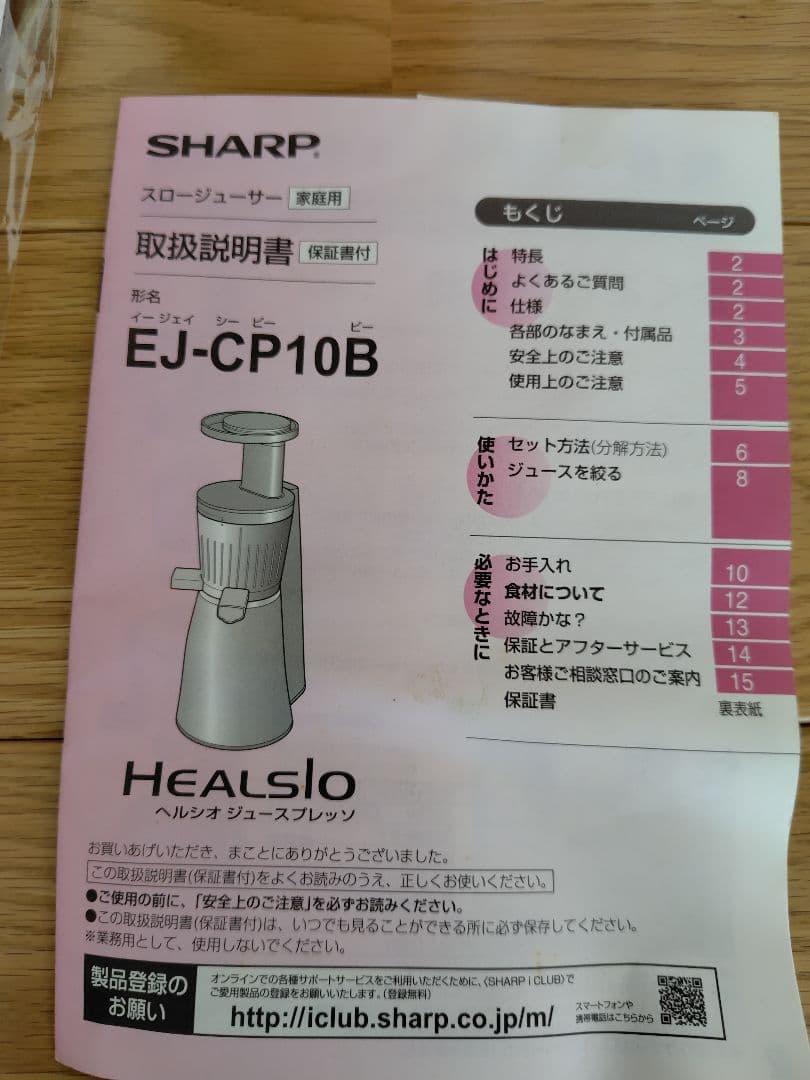 SHARP
スロージューサー 家庭用
取扱説明書 保証書付
形名
イー ジェイ シー ピー ビー
EJ-CP10B
HEALSIO
ヘルシオ ジュースプレッソ
もくじ ページ
はじめに
特長 2
よくあるご質問 2
仕様 2
各部のなまえ・付属品 3
安全上のご注意 4
使用上のご注意 5
使いかた
セット方法(分解方法) 6
ジュースを絞る 8
必要なときに
お手入れ 10
食材について 12
故障かな? 13
保証とアフターサービス 14
お客様ご相談窓口のご案内 15
保証書 裏表紙
お買いあげいただき、まことにありがとうございました。
この取扱説明書(保証書付)をよくお読みのうえ、正しくお使いください。
●ご使用の前に、「安全上のご注意」を必ずお読みください。
●この取扱説明書(保証書付)は、いつでも見ることができる所に必ず保存してください。
※業務用として、使用しないでください。
製品登録の
お願い
オンラインでの各種サポートサービスをご利用いただくために、〈SHARP i CLUB〉で
ご愛用製品の登録をお願いいたします。(登録無料)
http://iclub.sharp.co.jp/m/
スマートフォンや
携帯電話はこちらから